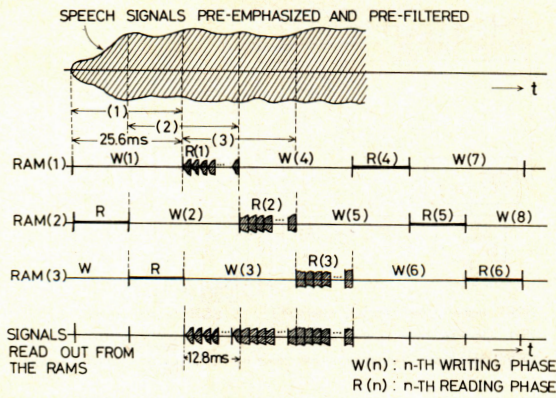 SPEECH SIGNALS PRE-EMPHASIZED AND PRE-FILTERED
t
(1)
(2)
25.6ms
(3)
RAM(1) W(1) R(1) W(4) R(4) W(7)
RAM(2) R W(2) R(2) W(5) R(5) W(8)
RAM(3) W R W(3) R(3) W(6) R(6)
SIGNALS
READ OUT FROM
THE RAMS
12.8ms
t
W(n) : n-TH WRITING PHASE
R(n) : n-TH READING PHASE